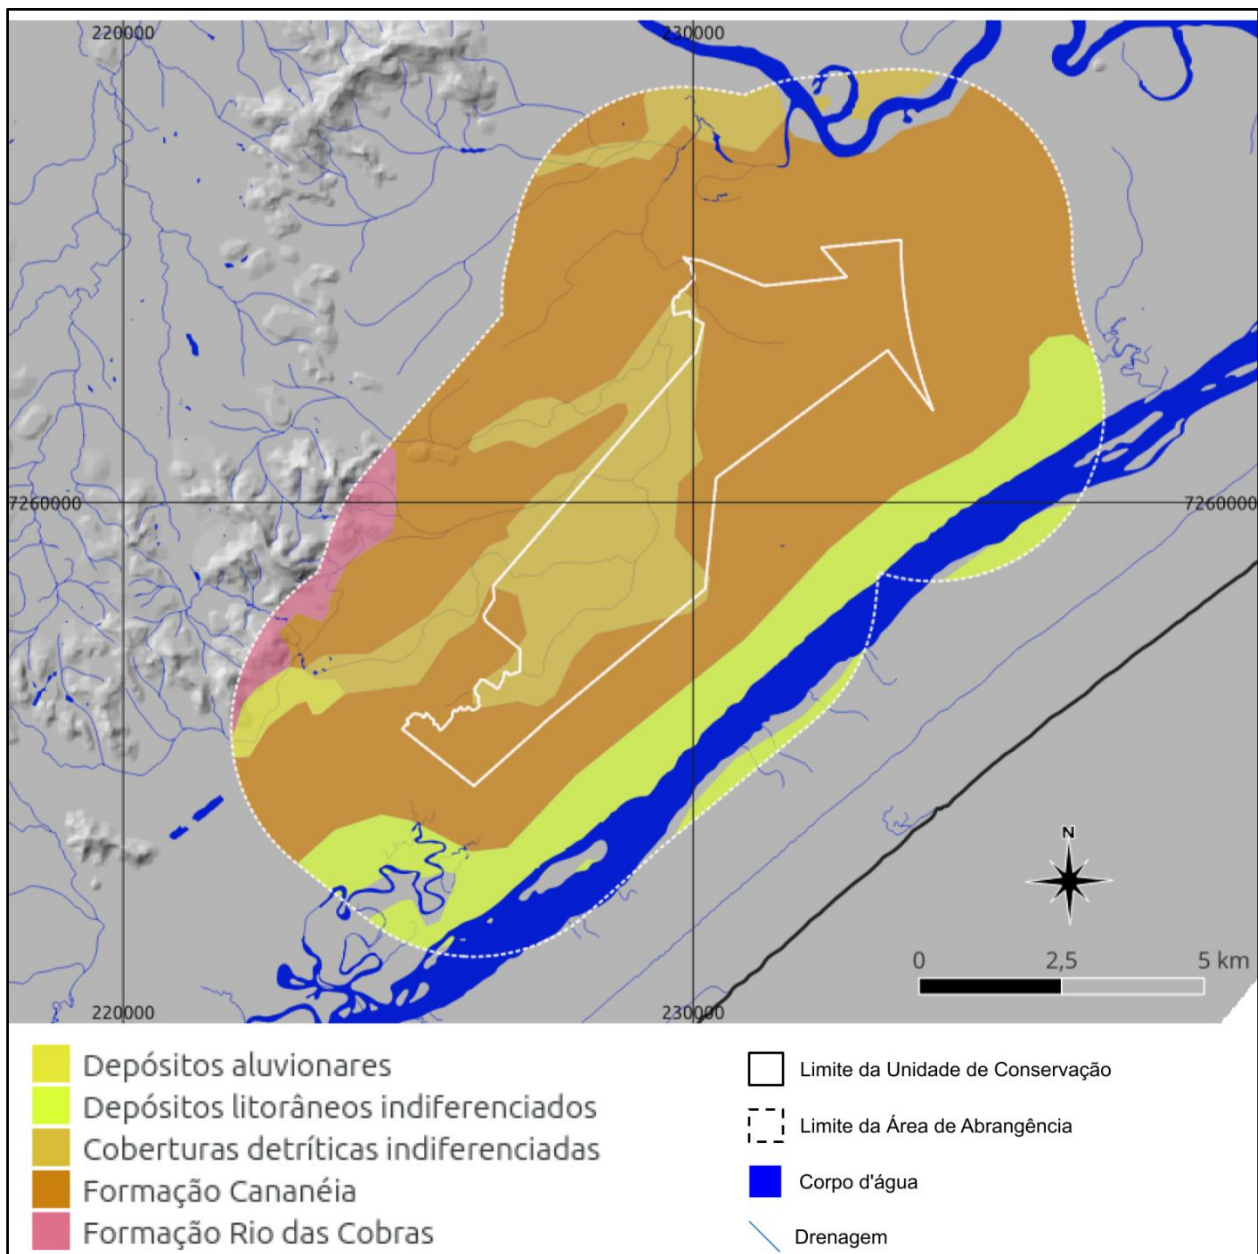 220000
230000
7260000
7260000
N
0
2,5
5 km
220000
230000
Depósitos aluvionares
Depósitos litorâneos indiferenciados
Coberturas detríticas indiferenciadas
Formação Cananéia
Formação Rio das Cobras
Limite da Unidade de Conservação
Limite da Área de Abrangência
Corpo d'água
Drenagem